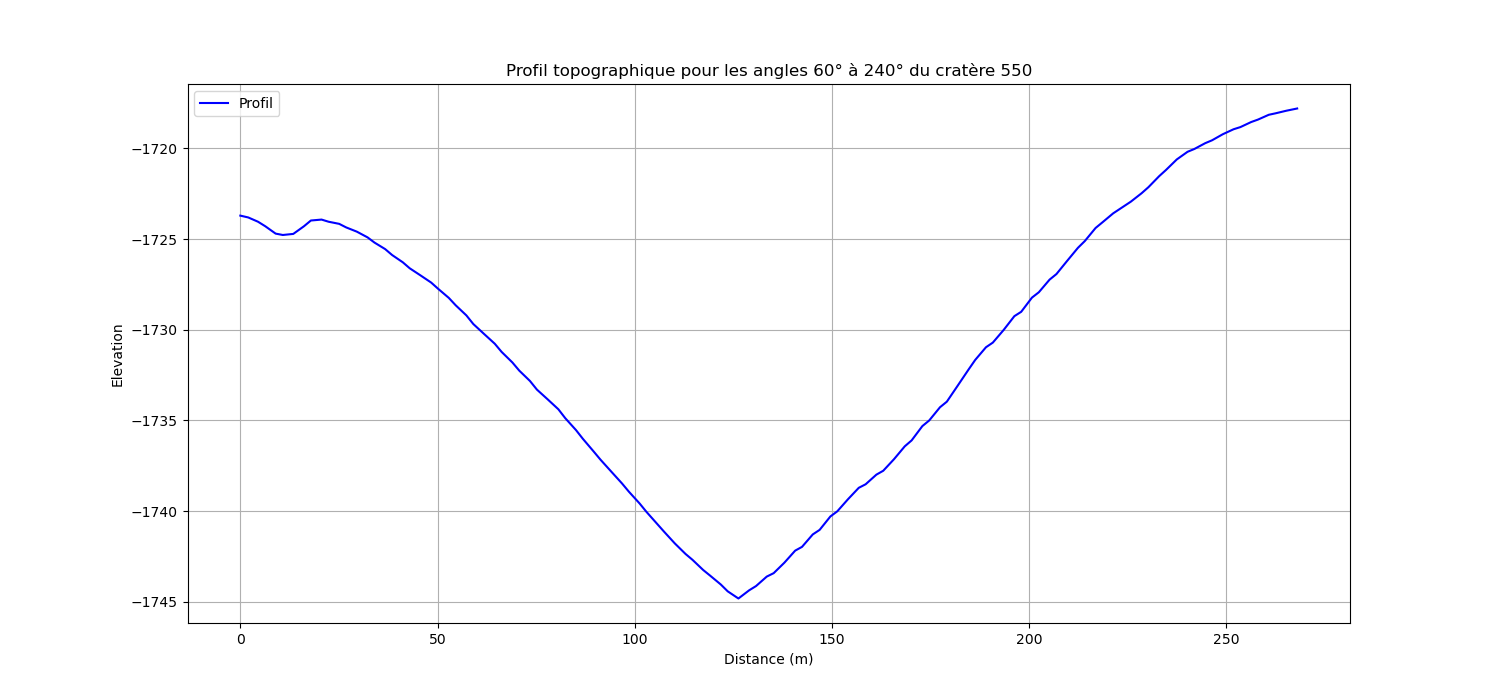 Profil topographique pour les angles 60° à 240° du cratère 550
Profil
Elevation
−1720
−1725
−1730
−1735
−1740
−1745
0 50 100 150 200 250
Distance (m)